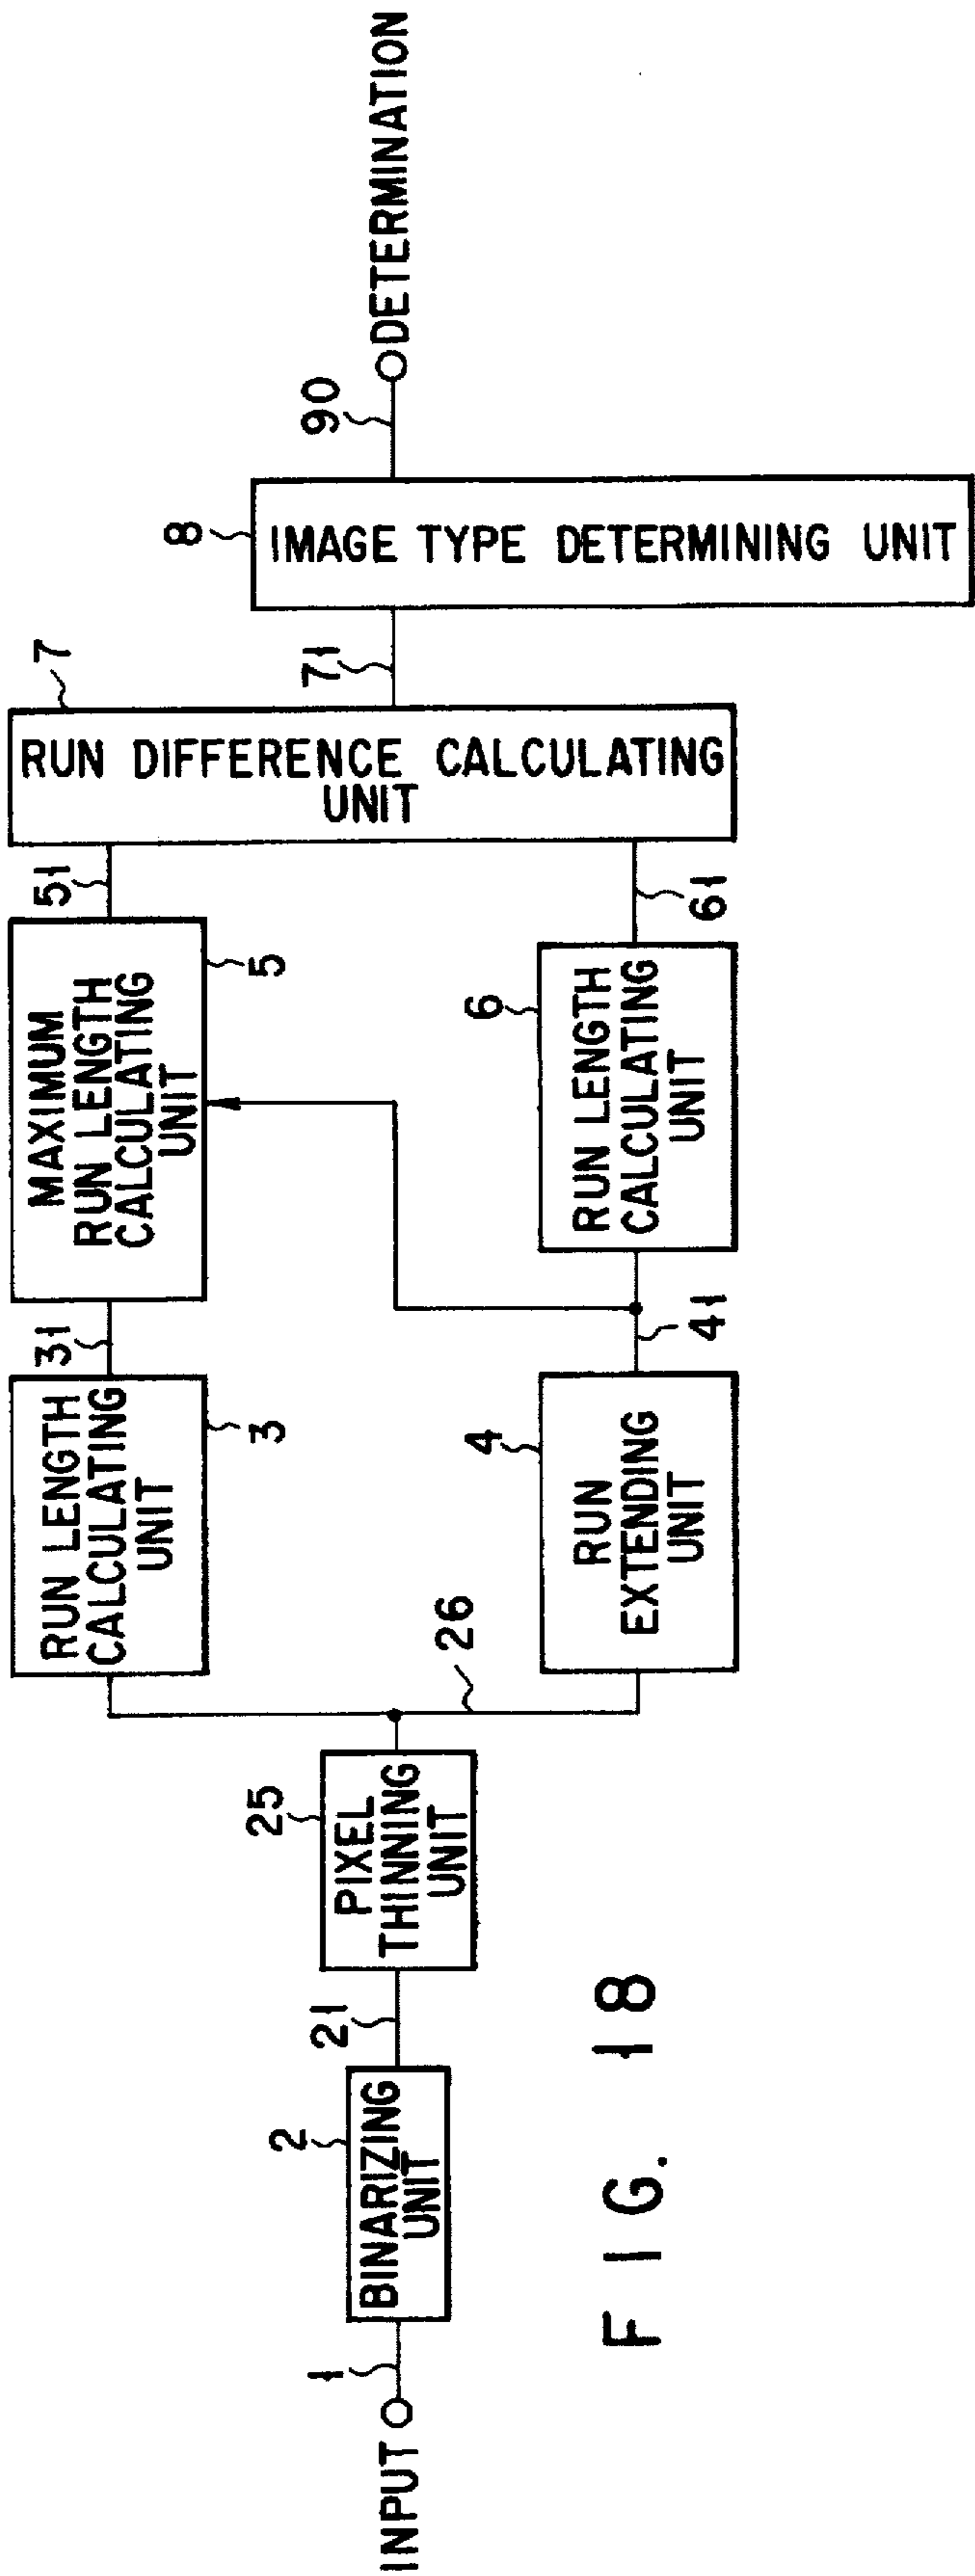 INPUT
1
2
BINARIZING
UNIT
21
25
PIXEL
THINNING
UNIT
26
RUN LENGTH
CALCULATING
UNIT
3
31
4
RUN
EXTENDING
UNIT
41
MAXIMUM
RUN LENGTH
CALCULATING
UNIT
5
51
6
RUN LENGTH
CALCULATING
UNIT
61
7
RUN DIFFERENCE CALCULATING
UNIT
71
8
IMAGE TYPE DETERMINING UNIT
90
DETERMINATION
FIG. 18